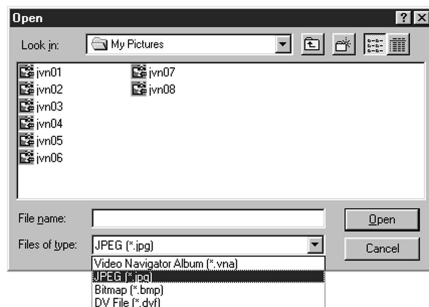 Open
Look in: My Pictures
jvn01 jvn07
jvn02 jvn08
jvn03
jvn04
jvn05
jvn06
File name: Open
Files of type: JPEG (*.jpg) Cancel
Video Navigator Album (*.vna)
JPEG (*.jpg)
Bitmap (*.bmp)
DV File (*.dvf)